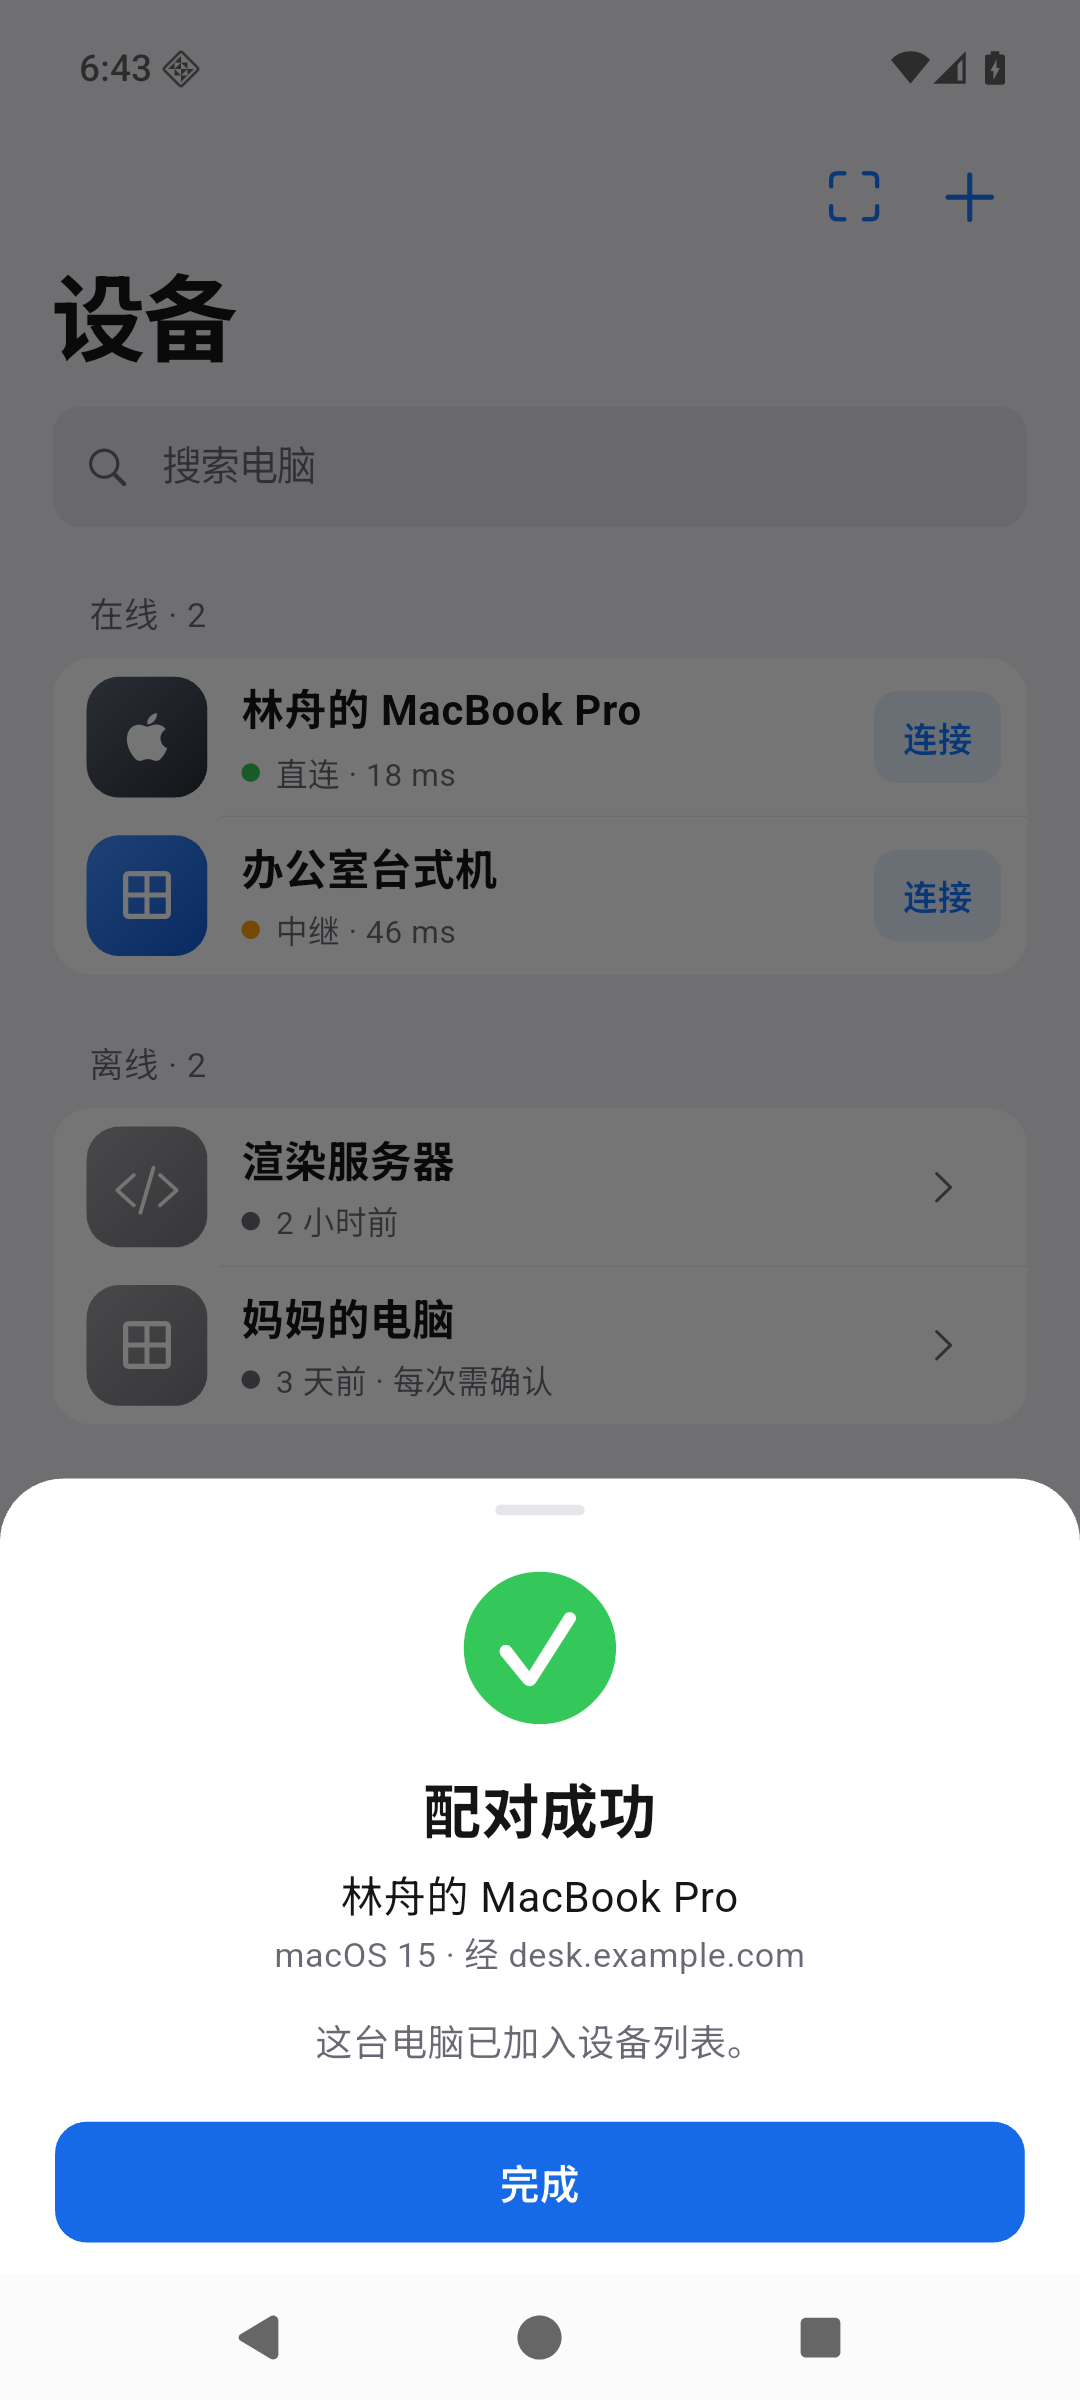 6:43
设备
搜索电脑
在线 · 2
林舟的 MacBook Pro
直连 · 18 ms
连接
办公室台式机
中继 · 46 ms
连接
离线 · 2
渲染服务器
2 小时前
妈妈的电脑
3 天前 · 每次需确认
配对成功
林舟的 MacBook Pro
macOS 15 · 经 desk.example.com
这台电脑已加入设备列表。
完成